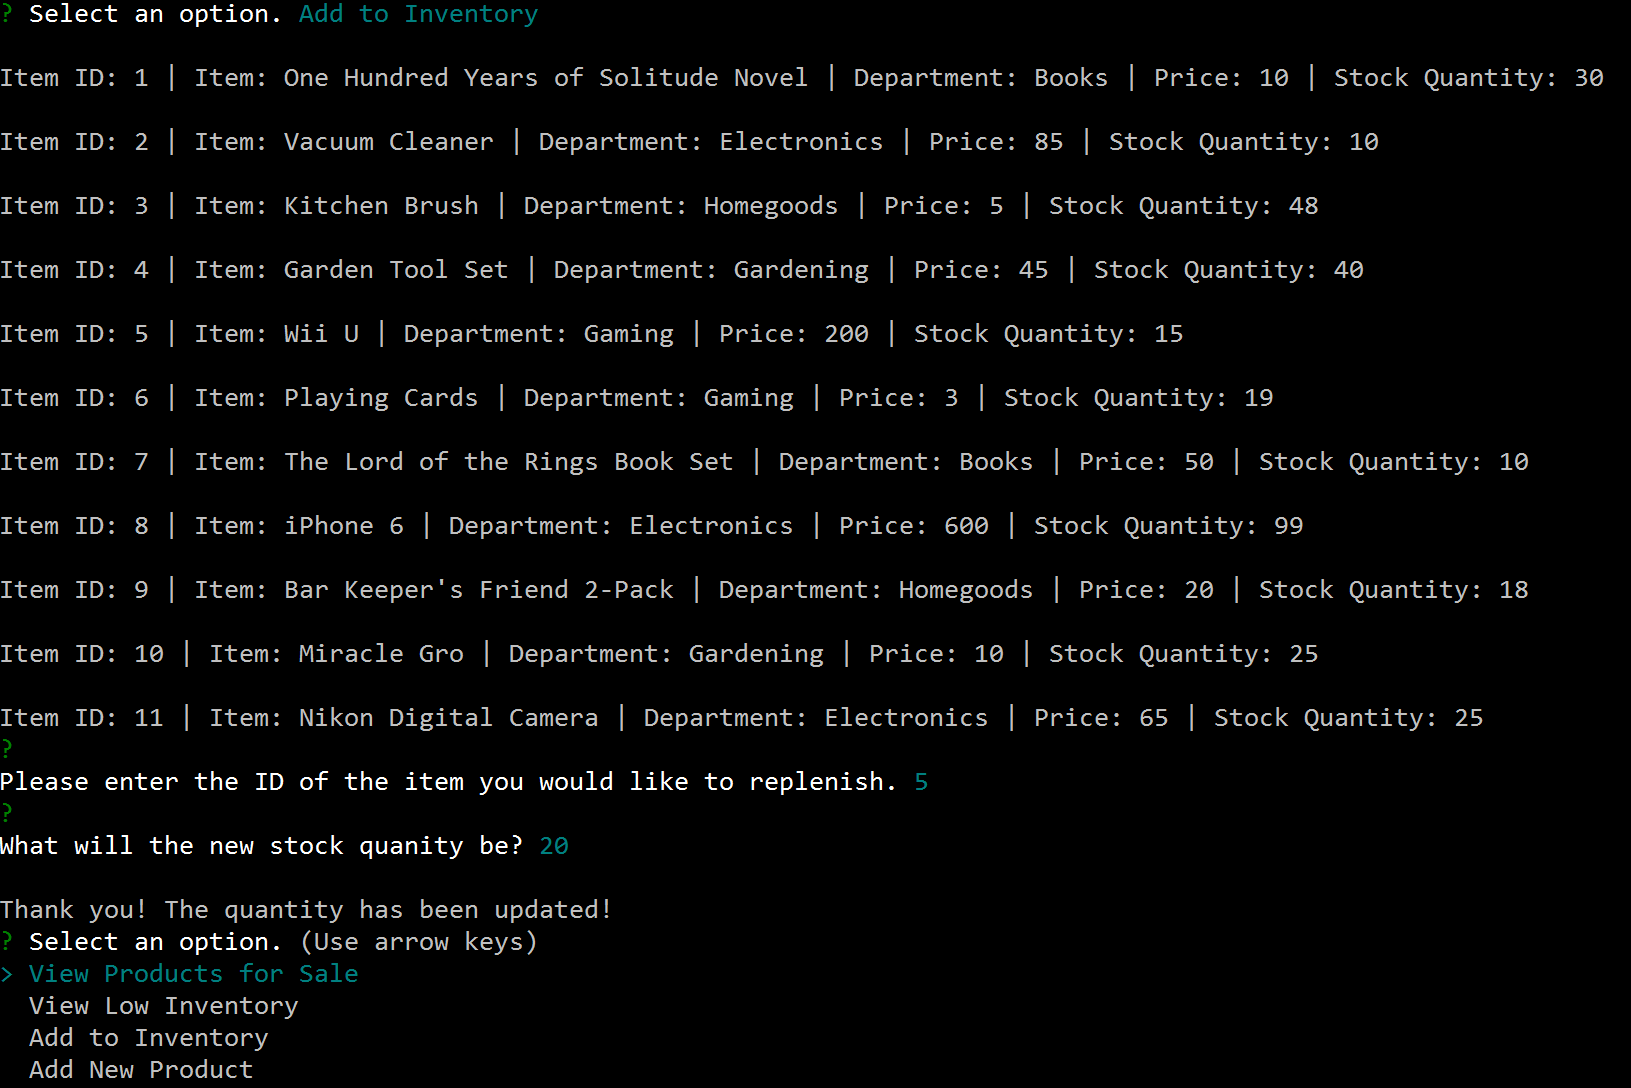 ? Select an option. Add to Inventory
Item ID: 1 | Item: One Hundred Years of Solitude Novel | Department: Books | Price: 10 | Stock Quantity: 30
Item ID: 2 | Item: Vacuum Cleaner | Department: Electronics | Price: 85 | Stock Quantity: 10
Item ID: 3 | Item: Kitchen Brush | Department: Homegoods | Price: 5 | Stock Quantity: 48
Item ID: 4 | Item: Garden Tool Set | Department: Gardening | Price: 45 | Stock Quantity: 40
Item ID: 5 | Item: Wii U | Department: Gaming | Price: 200 | Stock Quantity: 15
Item ID: 6 | Item: Playing Cards | Department: Gaming | Price: 3 | Stock Quantity: 19
Item ID: 7 | Item: The Lord of the Rings Book Set | Department: Books | Price: 50 | Stock Quantity: 10
Item ID: 8 | Item: iPhone 6 | Department: Electronics | Price: 600 | Stock Quantity: 99
Item ID: 9 | Item: Bar Keeper's Friend 2-Pack | Department: Homegoods | Price: 20 | Stock Quantity: 18
Item ID: 10 | Item: Miracle Gro | Department: Gardening | Price: 10 | Stock Quantity: 25
Item ID: 11 | Item: Nikon Digital Camera | Department: Electronics | Price: 65 | Stock Quantity: 25
?
Please enter the ID of the item you would like to replenish. 5
?
What will the new stock quanity be? 20
Thank you! The quantity has been updated!
? Select an option. (Use arrow keys)
> View Products for Sale
View Low Inventory
Add to Inventory
Add New Product